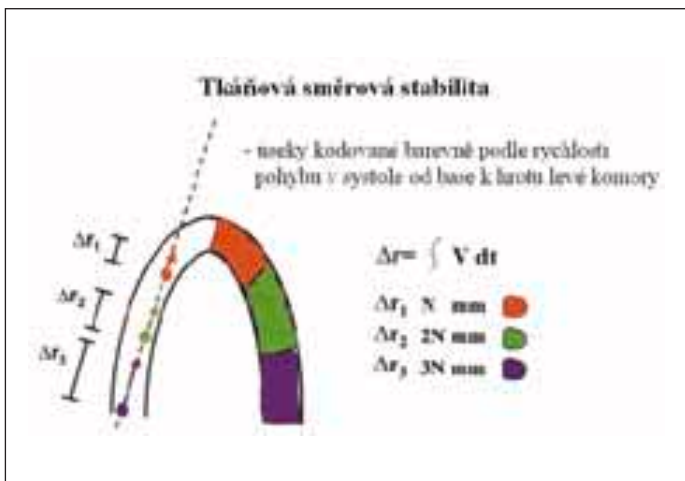 Tkáňová směrová stabilita
- useky kodované barevně podle rychlosti
pohybu v systole od base k hrotu levé komory
Δr₁
Δr₂
Δr₃
Δr= ∫ V dt
Δr₁ N mm
Δr₂ 2N mm
Δr₃ 3N mm